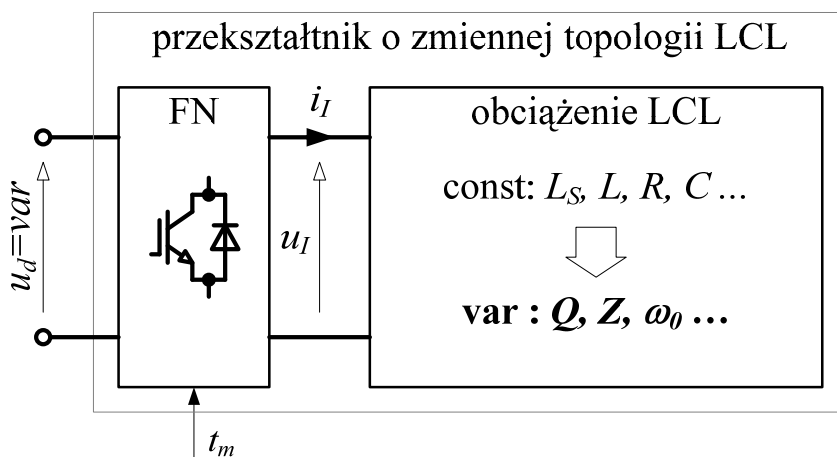 przekształtnik o zmiennej topologii LCL
FN
i_I
obciążenie LCL
const: L_S, L, R, C ...
u_d=var
u_I
var : Q, Z, ω_0 ...
t_m